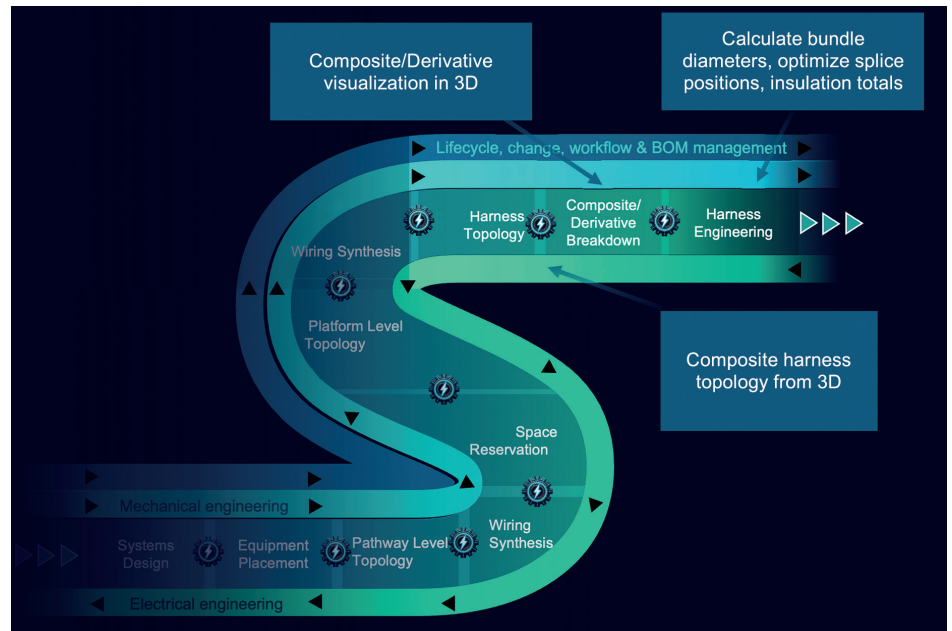 Composite/Derivative
visualization in 3D
Calculate bundle
diameters, optimize splice
positions, insulation totals
Lifecycle, change, workflow & BOM management
Harness
Topology
Composite/
Derivative
Breakdown
Harness
Engineering
Wiring Synthesis
Platform Level
Topology
Composite harness
topology from 3D
Space
Reservation
Mechanical engineering
Systems
Design
Equipment
Placement
Pathway Level
Topology
Wiring
Synthesis
Electrical engineering